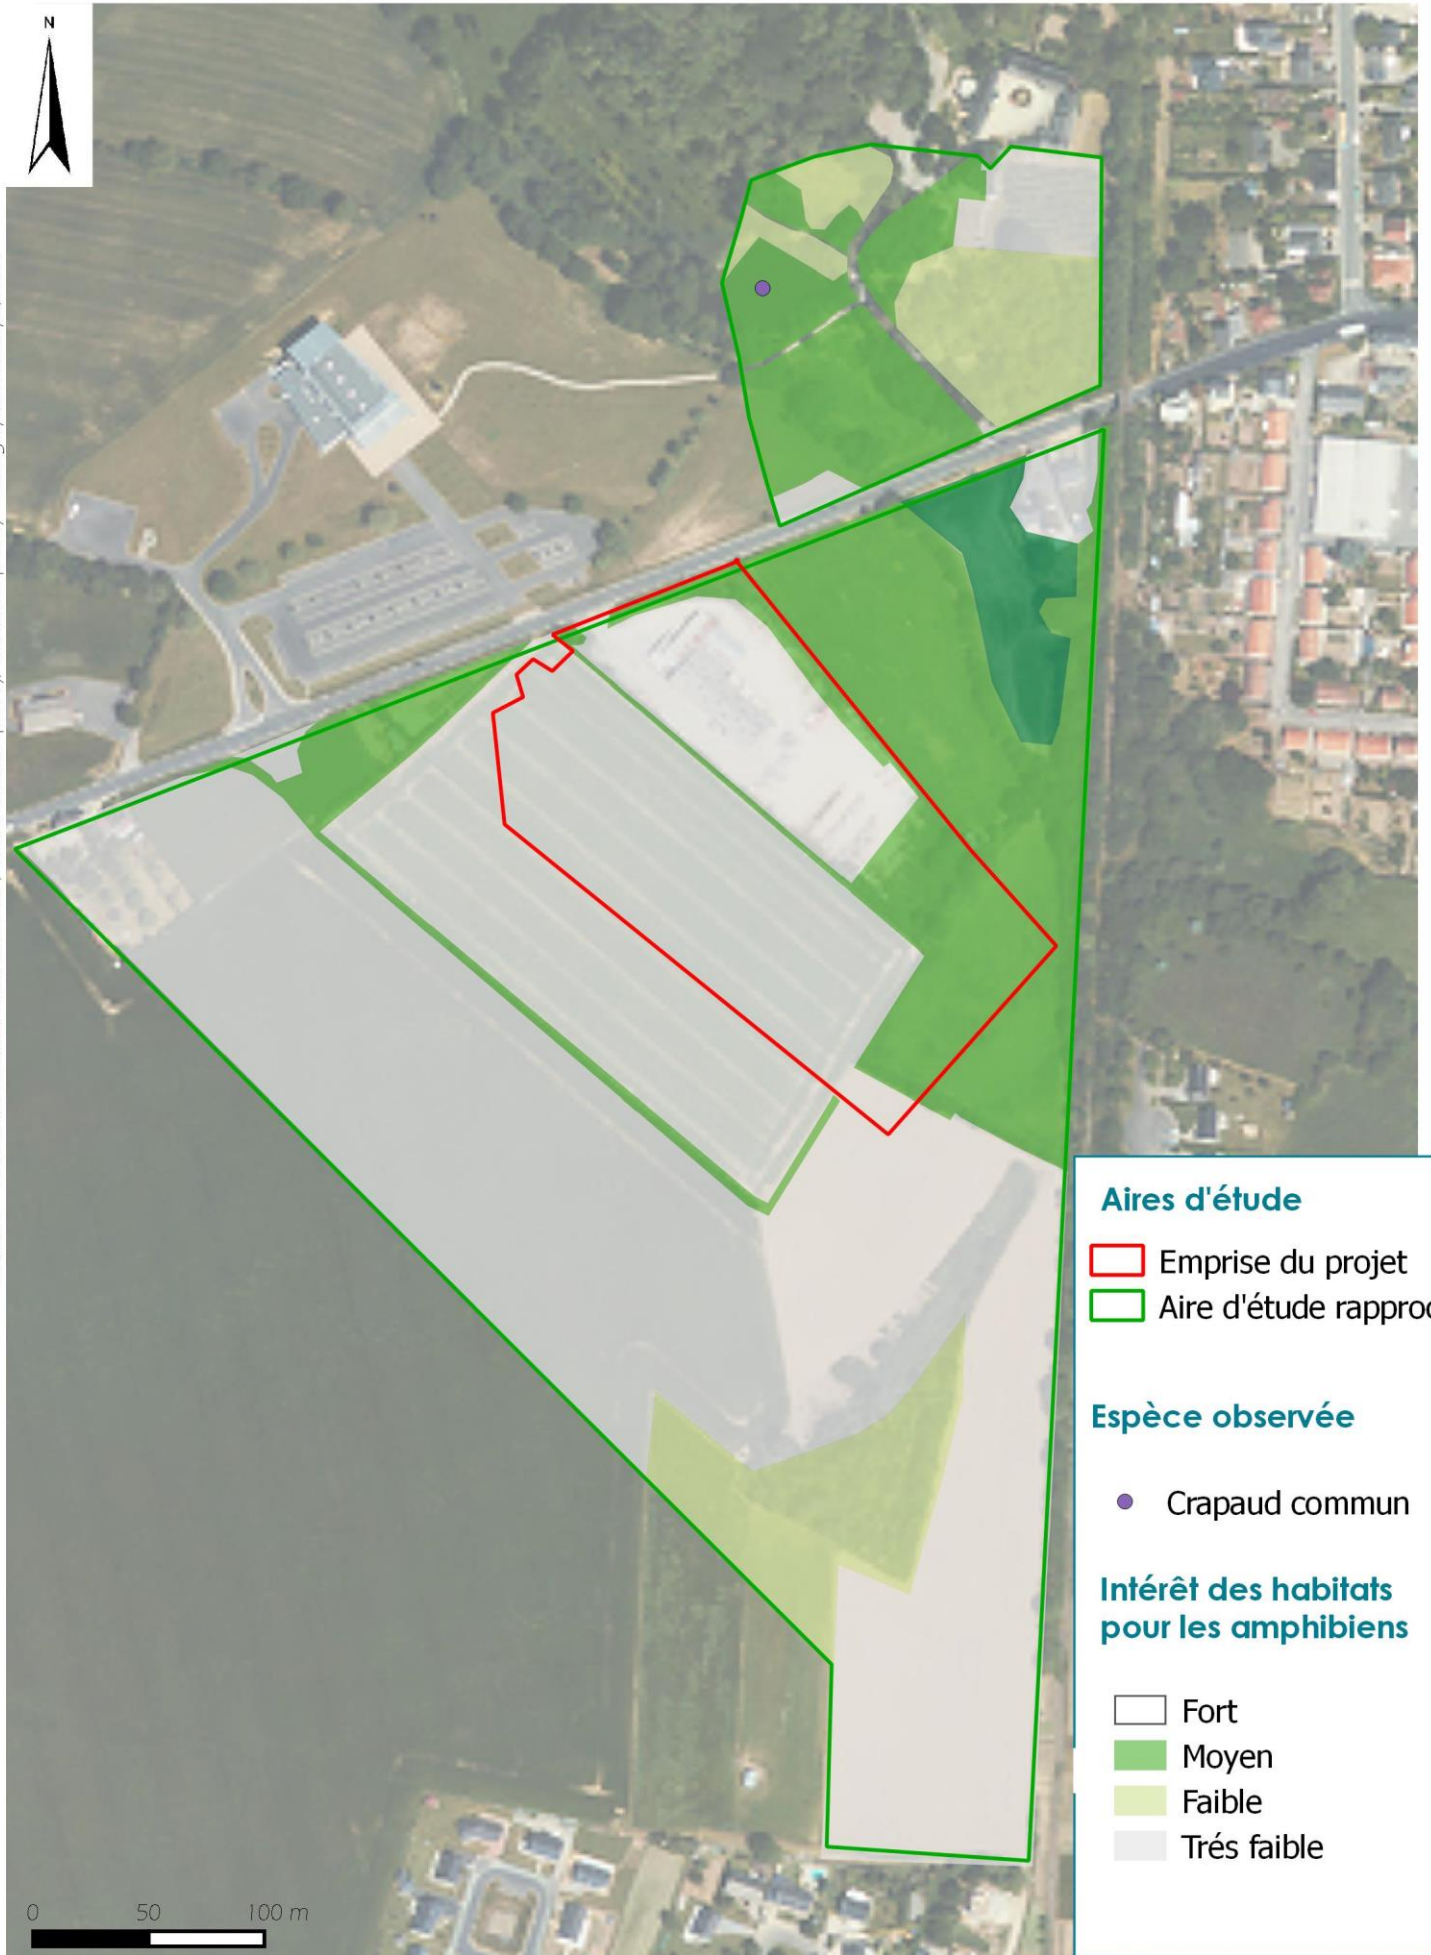 N
Aires d'étude
Emprise du projet
Aire d'étude rapproc
Espèce observée
Crapaud commun
Intérêt des habitats
pour les amphibiens
Fort
Moyen
Faible
Trés faible
0 50 100 m